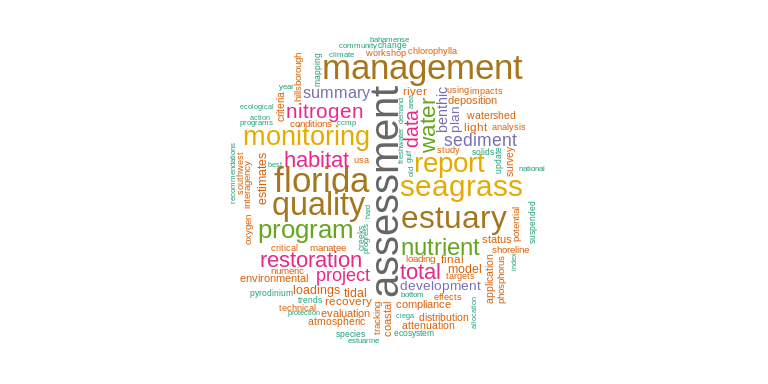 bahamense
community change
climate workshop chlorophylla
management
hillsborough
mapping
year
summary
river
using impacts
deposition
ecological
criteria
nitrogen
action
programs
conditions ccmp
monitoring
assessment
demand
area
data
water
benthic
plan
watershed
light analysis
sediment
freshwater
gulf
old
study
solids
update
survey
national
recommendations
southwest
interagency
estimates
habitat usa
best
report
florida
seagrass
quality
hard
estuary
oxygen
program
creeks
progress
nutrient
status
potential
suspended
critical manatee
shoreline
restoration
loading final
index
numeric
project
total
model
targets
environmental
development
application
phosphorus
pyrodinium
loadings tidal
bottom
effects
trends recovery
compliance
technical
protection
evaluation
tracking
coastal
ciega
distribution
allocation
atmospheric
attenuation
species
ecosystem
estuarine